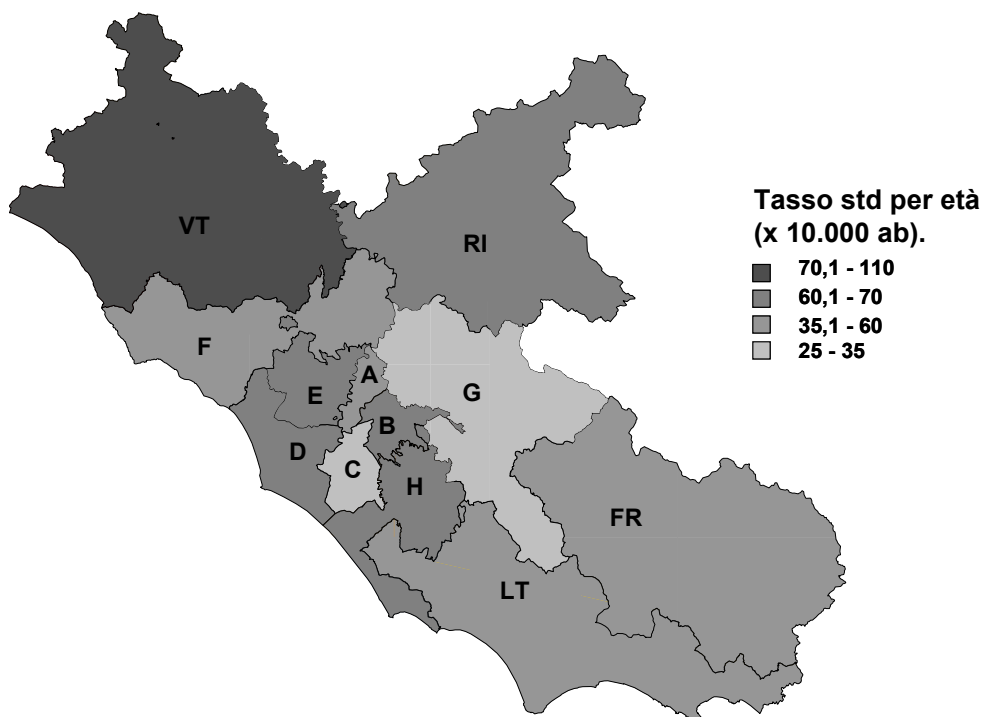 VT
RI
Tasso std per età
(x 10.000 ab).
70,1 - 110
60,1 - 70
35,1 - 60
25 - 35
F
A
E
G
B
D
C
H
FR
LT